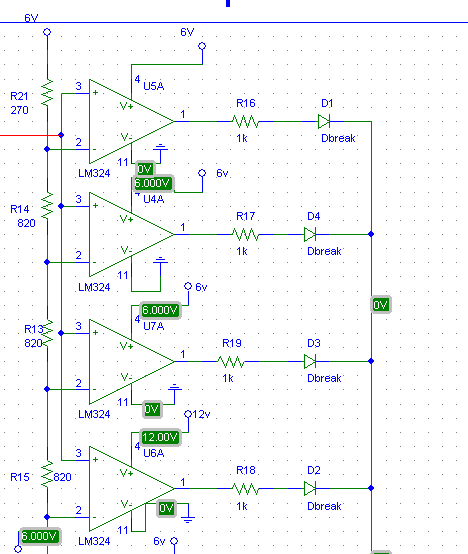 6V
6V
3
4
U5A
R21
270
+
V+
1
R16
D1
2
-
V-
1k
Dbreak
11
0V
LM324
6.000V
6v
4
U4A
R14
820
3
+
V+
1
R17
D4
2
-
V-
1k
Dbreak
11
LM324
6v
6.000V
0V
4
U7A
R13
820
3
+
V+
1
R19
D3
2
-
V-
1k
Dbreak
11
0V
LM324
12v
12.00V
4
U6A
3
+
V+
R15
820
1
R18
D2
2
-
V-
0V
1k
Dbreak
11
6.000V
LM324
6v